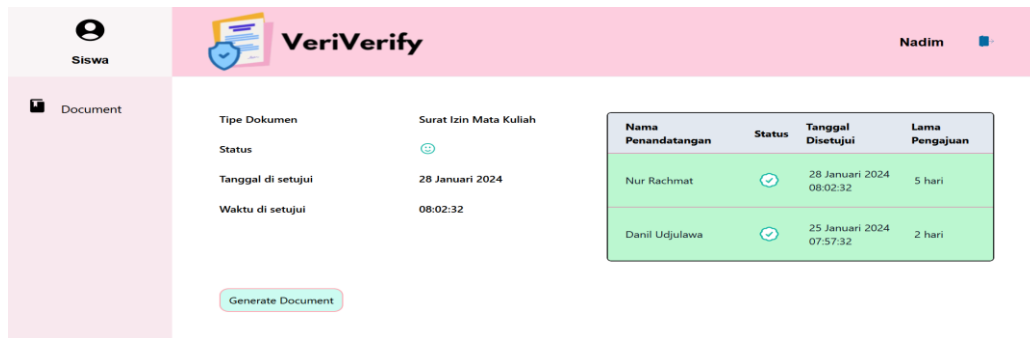 Siswa
VeriVerify
Nadim
Document
Tipe Dokumen Surat Izin Mata Kuliah
Status
Tanggal di setujui 28 Januari 2024
Waktu di setujui 08:02:32
Generate Document
Nama Penandatangan Status Tanggal Disetujui Lama Pengajuan
Nur Rachmat 28 Januari 2024 08:02:32 5 hari
Danil Udjulawa 25 Januari 2024 07:57:32 2 hari